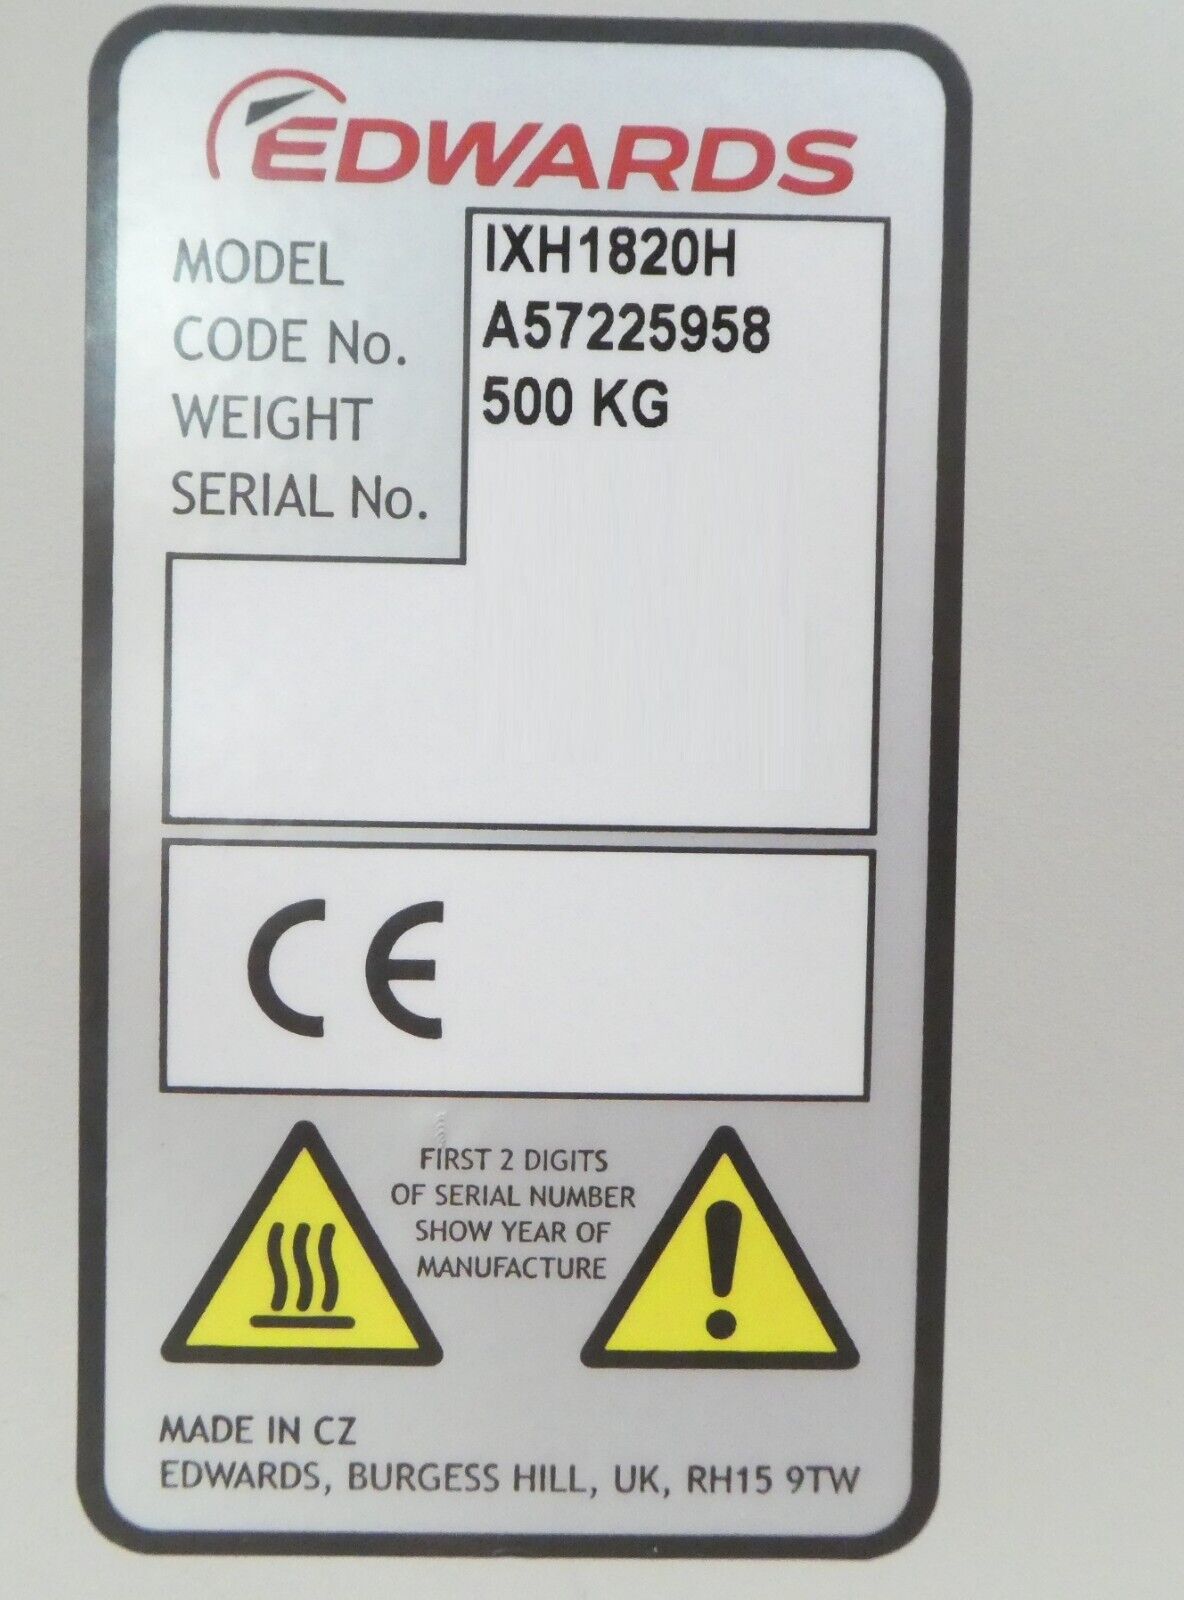 EDWARDS
MODEL IXH1820H
CODE No. A57225958
WEIGHT 500 KG
SERIAL No.
CE
FIRST 2 DIGITS
OF SERIAL NUMBER
SHOW YEAR OF
MANUFACTURE
MADE IN CZ
EDWARDS, BURGESS HILL, UK, RH15 9TW